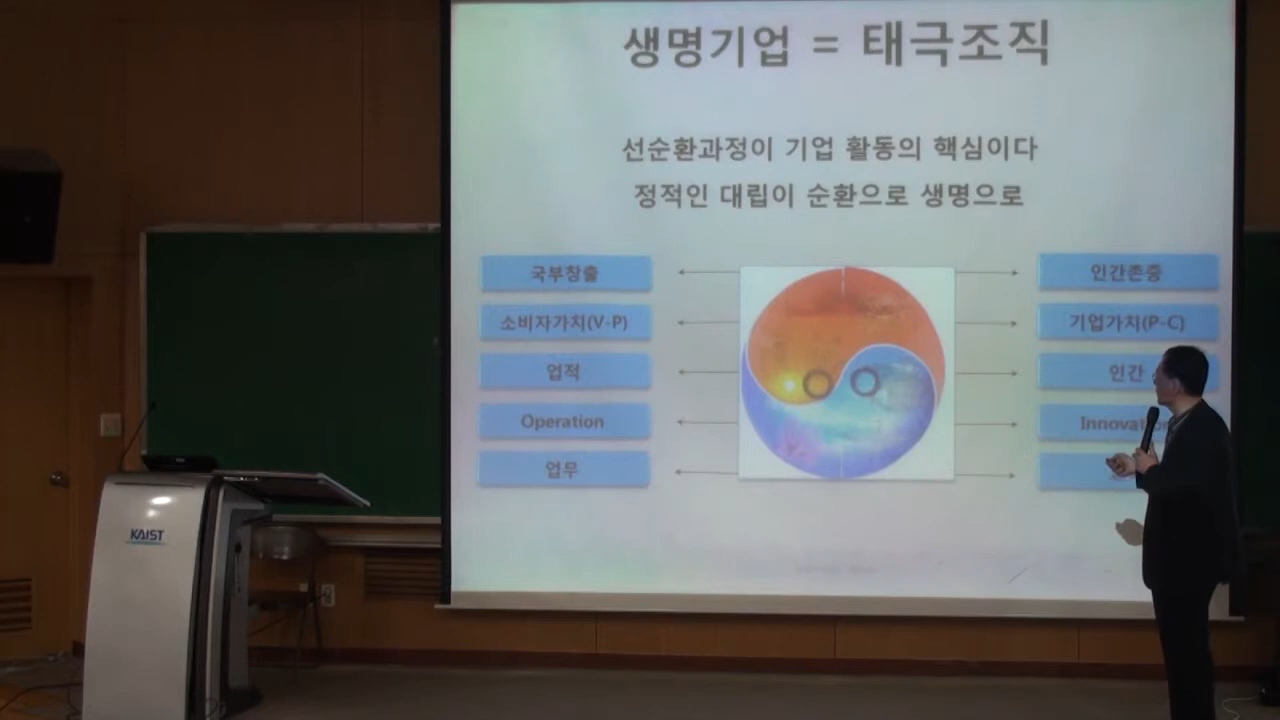 생명기업 = 태극조직
선순환과정이 기업 활동의 핵심이다
정적인 대립이 순환으로 생명으로
국부창출
인간존중
소비자가치(V-P)
기업가치(P-C)
업적
인간
Operation
Innovation
업무
KAIST